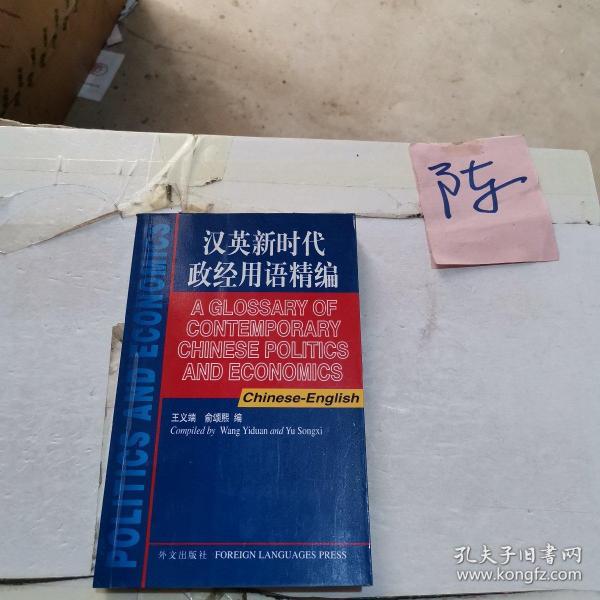 陈
汉英新时代
政经用语精编
A GLOSSARY OF
CONTEMPORARY
CHINESE POLITICS
AND ECONOMICS
Chinese-English
王义端 俞颂熙 编
Compiled by Wang Yiduan and Yu Songxi
外文出版社 FOREIGN LANGUAGES PRESS
POLITICS AND ECONOMICS
孔夫子旧书网
www.kongfz.com